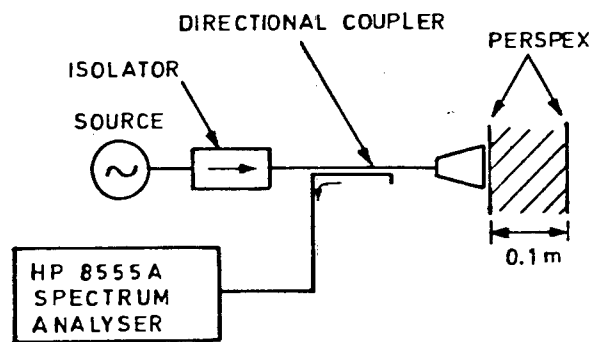 DIRECTIONAL COUPLER
PERSPEX
ISOLATOR
SOURCE
0.1 m
HP 8555A
SPECTRUM
ANALYSER